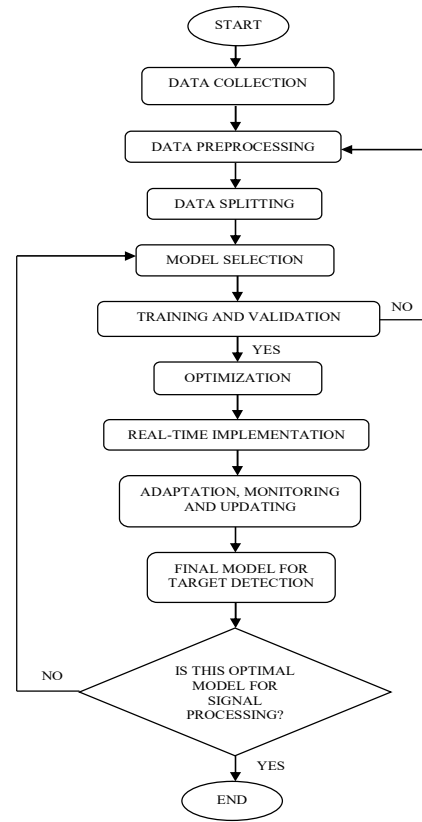 START
DATA COLLECTION
DATA PREPROCESSING
DATA SPLITTING
MODEL SELECTION
TRAINING AND VALIDATION
NO
YES
OPTIMIZATION
REAL-TIME IMPLEMENTATION
ADAPTATION, MONITORING
AND UPDATING
FINAL MODEL FOR
TARGET DETECTION
NO
IS THIS OPTIMAL
MODEL FOR
SIGNAL
PROCESSING?
YES
END